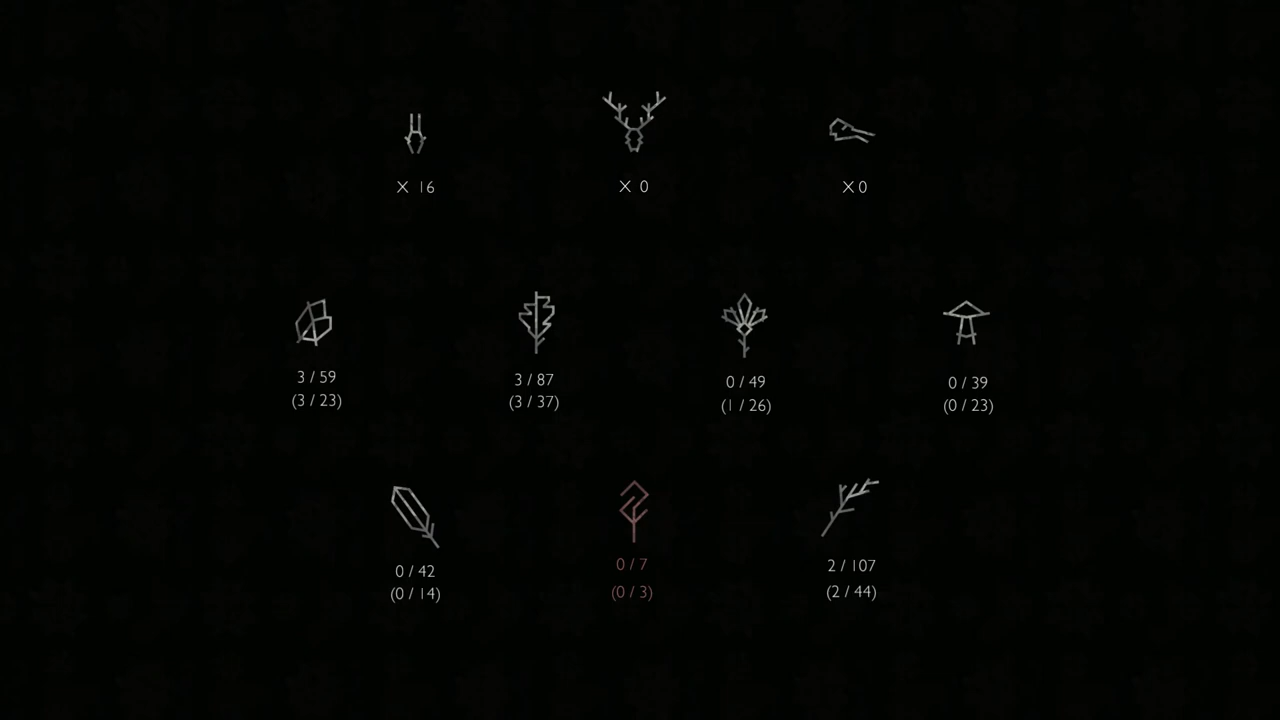 X 16
X 0
X 0
3 / 59
(3 / 23)
3 / 87
(3 / 37)
0 / 49
(1 / 26)
0 / 39
(0 / 23)
0 / 42
(0 / 14)
0 / 7
(0 / 3)
2 / 107
(2 / 44)